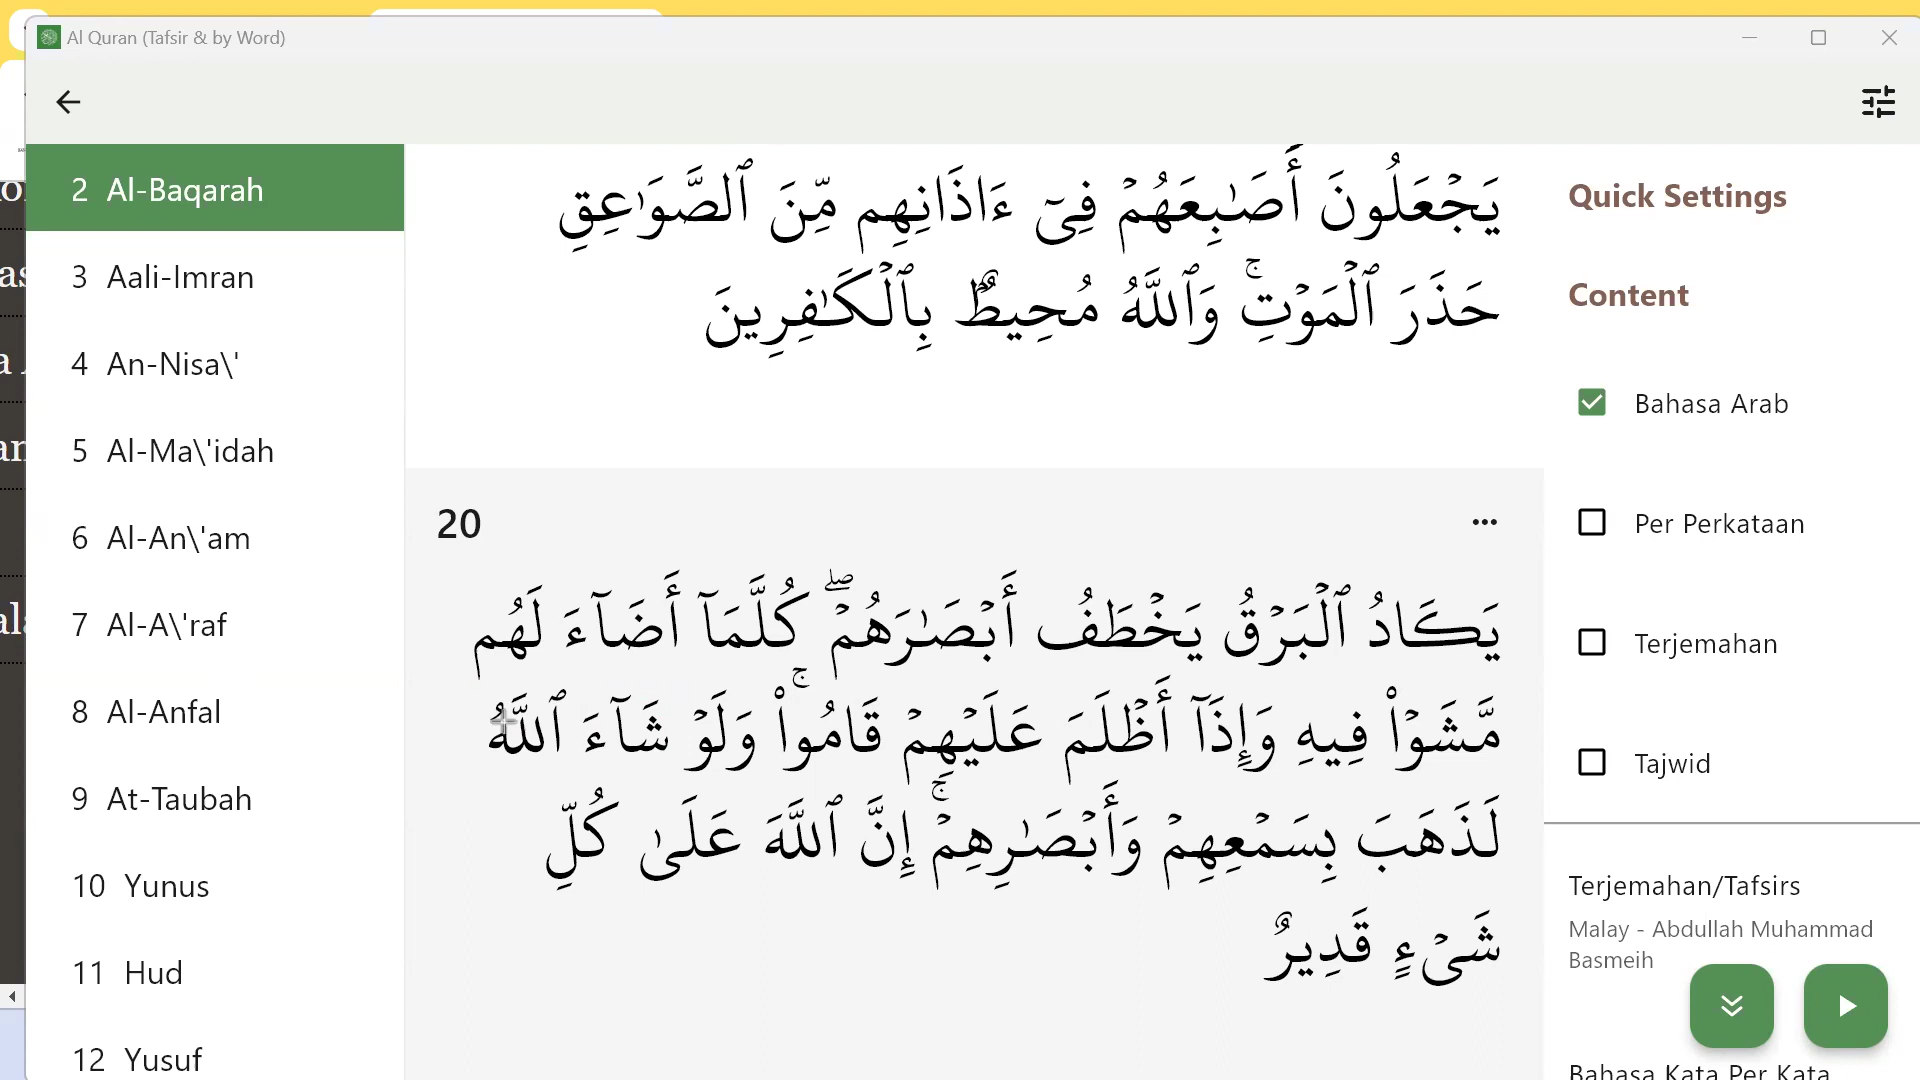 Al Quran (Tafsir & by Word)
2 Al-Baqarah
3 Aali-Imran
4 An-Nisa\'
5 Al-Ma\'idah
6 Al-An\'am
7 Al-A\'raf
8 Al-Anfal
9 At-Taubah
10 Yunus
11 Hud
12 Yusuf
يَجْعَلُونَ أَصَـٰبِعَهُمْ فِىٓ ءَاذَانِهِم مِّنَ ٱلصَّوَٰعِقِ
حَذَرَ ٱلْمَوْتِ ۚ وَٱللَّهُ مُحِيطٌۢ بِٱلْكَـٰفِرِينَ
20
يَكَادُ ٱلْبَرْقُ يَخْطَفُ أَبْصَـٰرَهُمْ ۖ كُلَّمَآ أَضَآءَ لَهُم
مَّشَوْا۟ فِيهِ وَإِذَآ أَظْلَمَ عَلَيْهِمْ قَامُوا۟ ۚ وَلَوْ شَآءَ ٱللَّهُ
لَذَهَبَ بِسَمْعِهِمْ وَأَبْصَـٰرِهِمْ ۚ إِنَّ ٱللَّهَ عَلَىٰ كُلِّ
شَىْءٍ قَدِيرٌ
Quick Settings
Content
Bahasa Arab
Per Perkataan
Terjemahan
Tajwid
Terjemahan/Tafsirs
Malay - Abdullah Muhammad
Basmeih
Bahasa Kata Per Kata